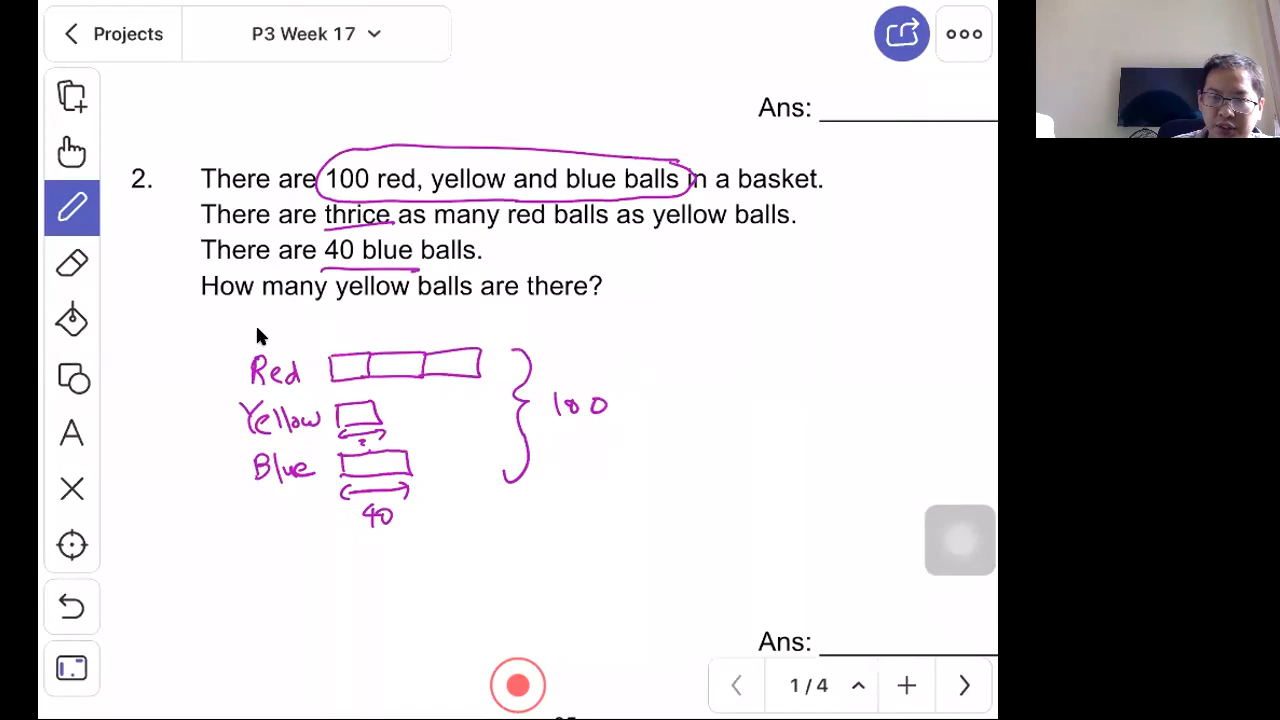 Projects
P3 Week 17
Ans:
2. There are 100 red, yellow and blue balls in a basket.
There are thrice as many red balls as yellow balls.
There are 40 blue balls.
How many yellow balls are there?
Red
Yellow
100
?
Blue
40
Ans:
1 / 4